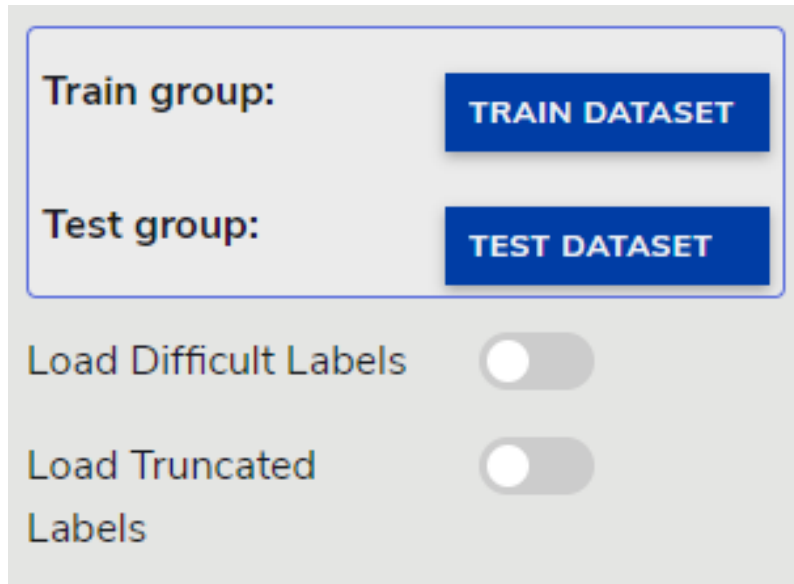 Train group:
TRAIN DATASET
Test group:
TEST DATASET
Load Difficult Labels
Load Truncated
Labels